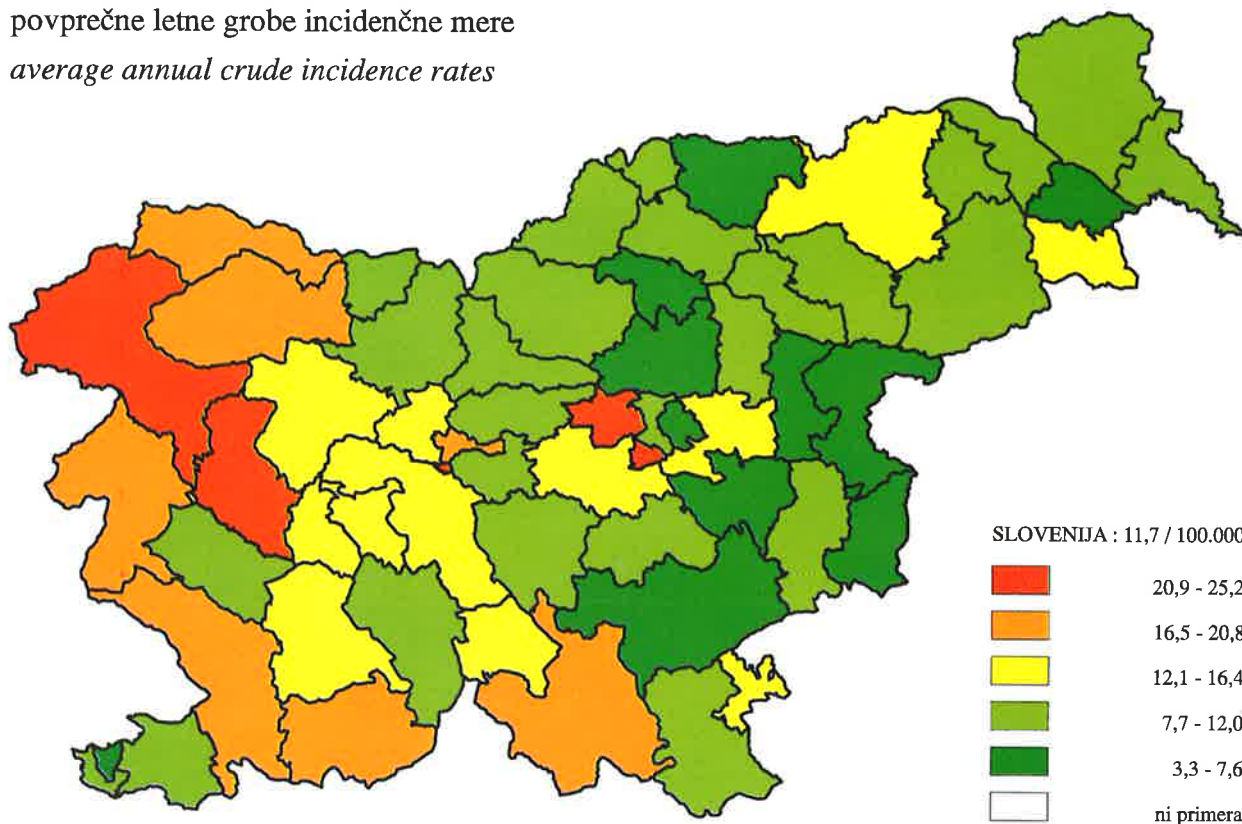 povprečne letne grobe incidenčne mere
average annual crude incidence rates
SLOVENIJA : 11,7 / 100.000
20,9 - 25,2
16,5 - 20,8
12,1 - 16,4
7,7 - 12,0
3,3 - 7,6
ni primera